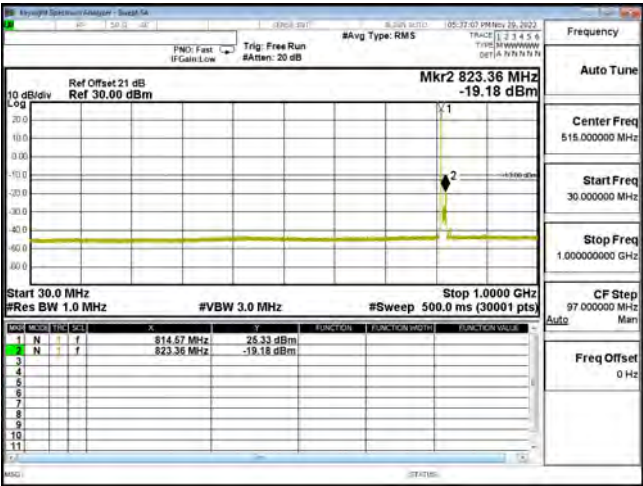 Keysight Spectrum Analyzer - Swept SA
05:37:07 PM Nov 29, 2022
#Avg Type: RMS
TRACE 1 2 3 4 5 6
PNO: Fast
Trig: Free Run
TYPE M WWWWW
IFGain:Low
#Atten: 20 dB
DET A N N N N N
Mkr2 823.36 MHz
Ref Offset 21 dB
10 dB/div Ref 30.00 dBm
-19.18 dBm
Log
1
20.0
10.0
0.00
-10.0
2
-13.00 dBm
-20.0
-30.0
-40.0
-50.0
-60.0
Start 30.0 MHz
Stop 1.0000 GHz
#Res BW 1.0 MHz
#VBW 3.0 MHz
#Sweep 500.0 ms (30001 pts)
MKR MODE TRC SCL X Y FUNCTION FUNCTION WIDTH FUNCTION VALUE
1 N 1 f 814.57 MHz 25.33 dBm
2 N 1 f 823.36 MHz -19.18 dBm
3
4
5
6
7
8
9
10
11
MSG
STATUS
Frequency
Auto Tune
Center Freq
515.000000 MHz
Start Freq
30.000000 MHz
Stop Freq
1.000000000 GHz
CF Step
97.000000 MHz
Auto Man
Freq Offset
0 Hz